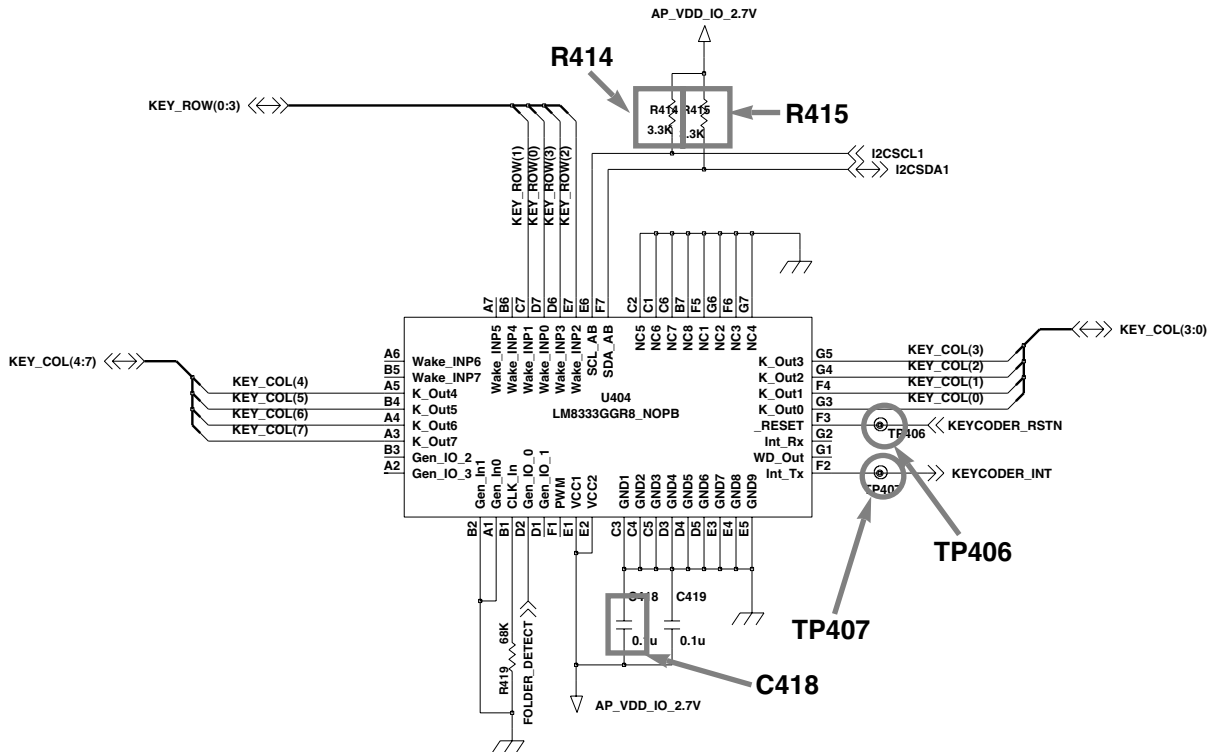 AP_VDD_IO_2.7V
R414
R414
R415
R415
3.3K
.3K
KEY_ROW(0:3)
I2CSCL1
I2CSDA1
KEY_ROW(1)
KEY_ROW(0)
KEY_ROW(3)
KEY_ROW(2)
A7
B6
C7
D7
D6
E7
E6
F7
C2
C1
C6
B7
F5
G6
F6
G7
Wake_INP5
Wake_INP4
Wake_INP1
Wake_INP0
Wake_INP3
Wake_INP2
SCL_AB
SDA_AB
NC5
NC6
NC7
NC8
NC1
NC2
NC3
NC4
KEY_COL(4:7)
KEY_COL(3:0)
A6 Wake_INP6
B5 Wake_INP7
KEY_COL(4) A5 K_Out4
KEY_COL(5) B4 K_Out5
KEY_COL(6) A4 K_Out6
KEY_COL(7) A3 K_Out7
B3 Gen_IO_2
A2 Gen_IO_3
U404
LM8333GGR8_NOPB
K_Out3 G5 KEY_COL(3)
K_Out2 G4 KEY_COL(2)
K_Out1 F4 KEY_COL(1)
K_Out0 G3 KEY_COL(0)
_RESET F3 TP406 KEYCODER_RSTN
Int_Rx G2
WD_Out G1
Int_Tx F2 TP407 KEYCODER_INT
Gen_In1
Gen_In0
CLK_In
Gen_IO_0
Gen_IO_1
PWM
VCC1
VCC2
GND1
GND2
GND3
GND4
GND5
GND6
GND7
GND8
GND9
B2
A1
B1
D2
D1
F1
E1
E2
C3
C4
C5
D3
D4
D5
E3
E4
E5
TP406
TP407
C418
C419
0.1u
0.1u
C418
R419
68K
FOLDER_DETECT
AP_VDD_IO_2.7V